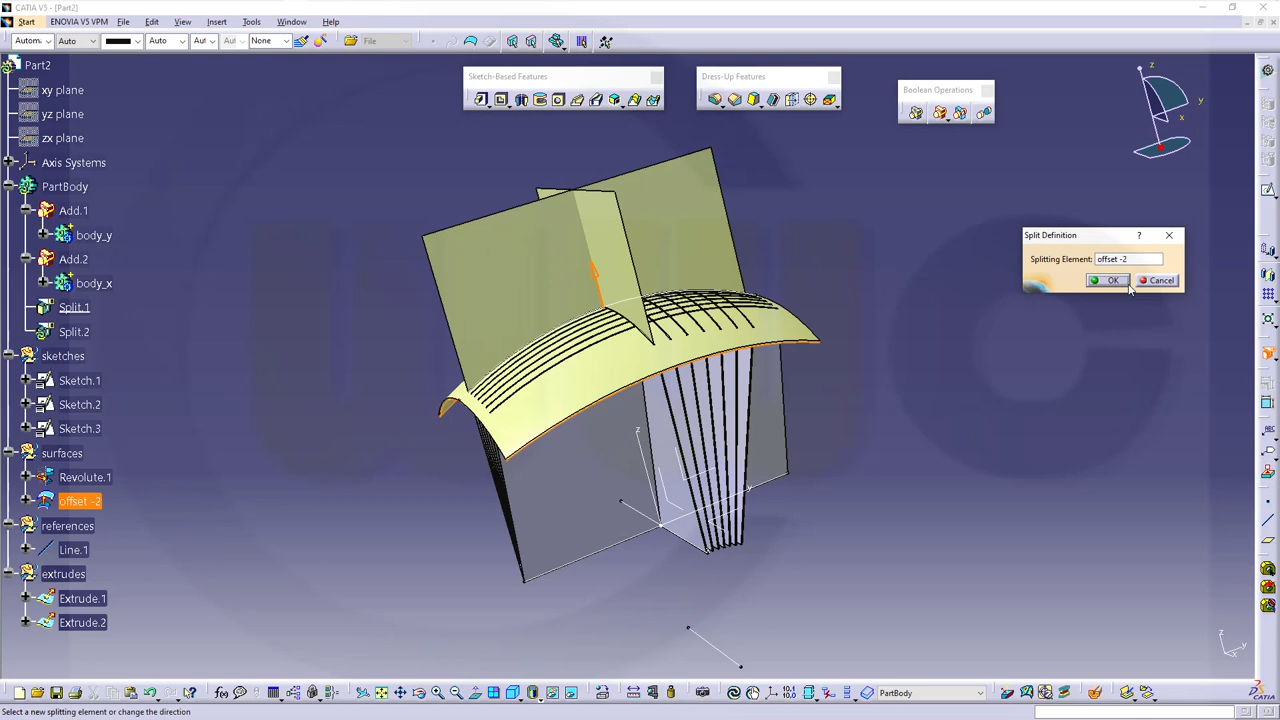 CATIA V5 - [Part2]
Start
ENOVIA V5 VPM
File
Edit
View
Insert
Tools
Window
Help
Autom
Auto
Auto
Aut
Aut
None
File
Part2
xy plane
yz plane
zx plane
Axis Systems
PartBody
Add.1
body_y
Add.2
body_x
Split.1
Split.2
sketches
Sketch.1
Sketch.2
Sketch.3
surfaces
Revolute.1
offset -2
references
Line.1
extrudes
Extrude.1
Extrude.2
Sketch-Based Features
Dress-Up Features
Boolean Operations
z
y
x
Split Definition
?
Splitting Element: offset -2
OK
Cancel
z
y
z
y
x
PartBody
Select a new splitting element or change the direction